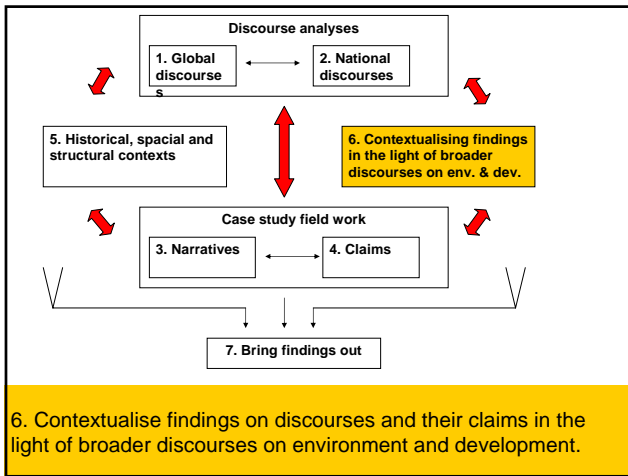 Discourse analyses
1. Global
discourse
s
2. National
discourses
5. Historical, spacial and
structural contexts
6. Contextualising findings
in the light of broader
discourses on env. & dev.
Case study field work
3. Narratives
4. Claims
7. Bring findings out
6. Contextualise findings on discourses and their claims in the
light of broader discourses on environment and development.